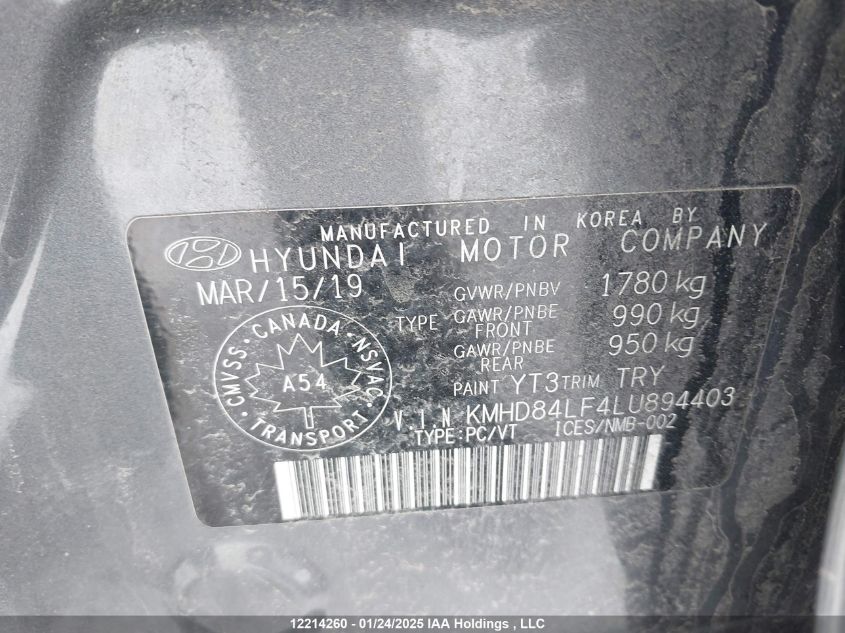 MANUFACTURED IN KOREA BY
HYUNDAI MOTOR COMPANY
MAR/15/19
GVWR/PNBV 1780 kg
TYPE GAWR/PNBE FRONT 990 kg
GAWR/PNBE REAR 950 kg
PAINT YT3 TRIM TRY
V.I.N KMHD84LF4LU894403
TYPE:PC/VT ICES/NMB-002
CMVSS · CANADA · NSVAC
A54
TRANSPORT
12214260 - 01/24/2025 IAA Holdings , LLC